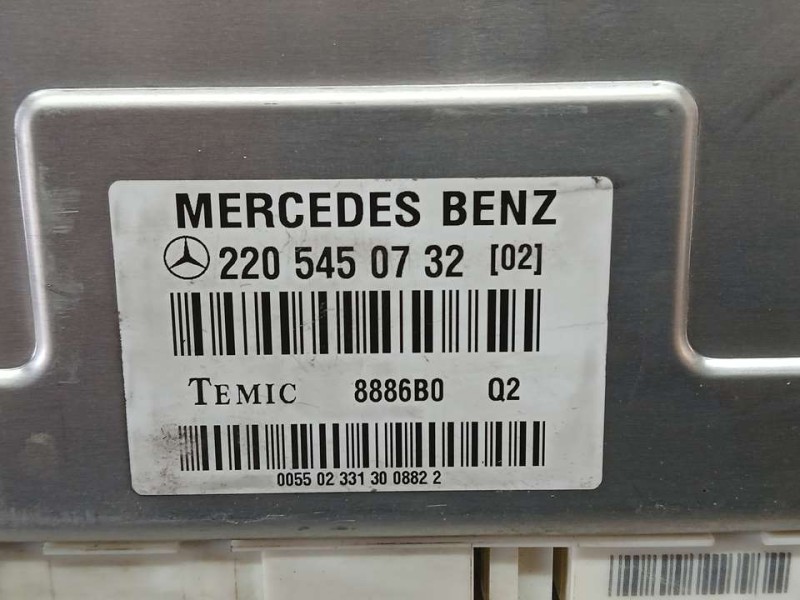 MERCEDES BENZ
220 545 07 32 [02]
TEMIC 8886B0 Q2
0055 02 331 30 0882 2